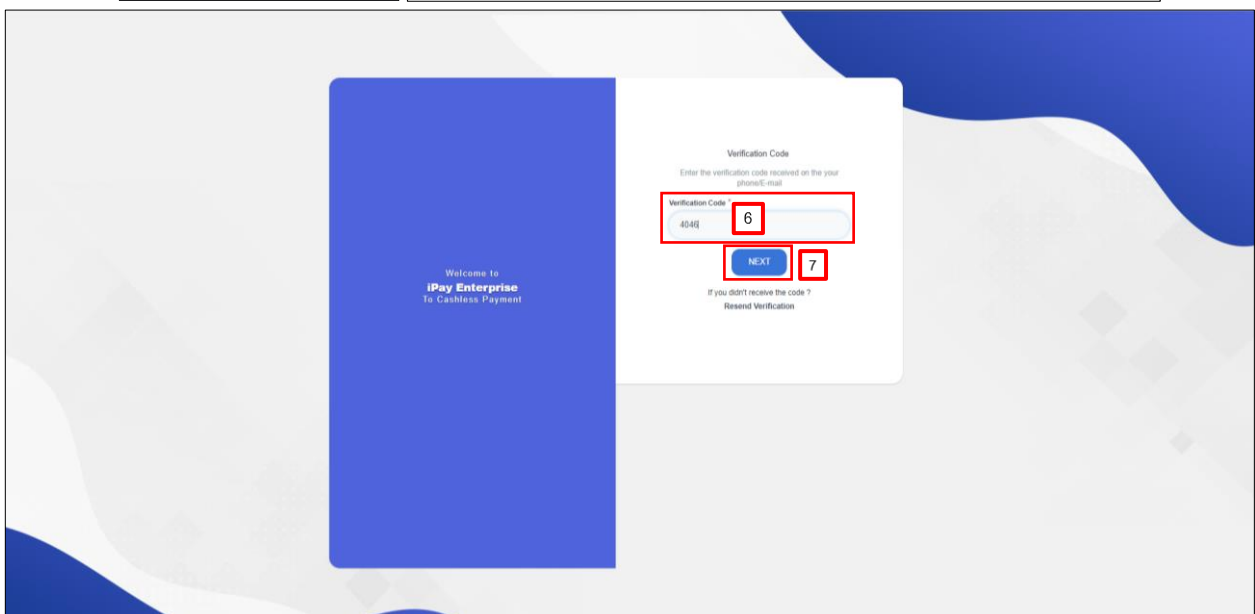 Welcome to
iPay Enterprise
To Cashless Payment
Verification Code
Enter the verification code received on the your
phone/E-mail
Verification Code *
4046
6
NEXT
7
If you didn't receive the code ?
Resend Verification